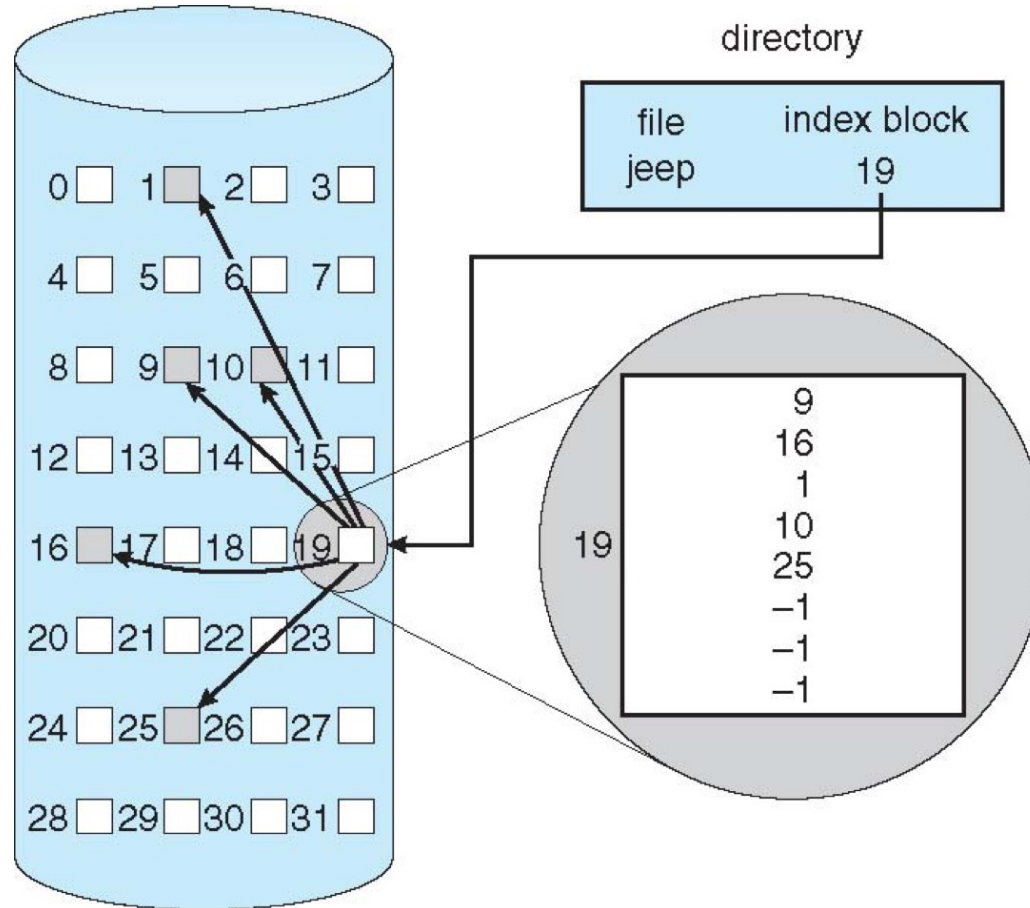 directory
file index block
jeep 19
0 1 2 3
4 5 6 7
8 9 10 11
12 13 14 15
16 17 18 19
20 21 22 23
24 25 26 27
28 29 30 31
19
9
16
1
10
25
–1
–1
–1